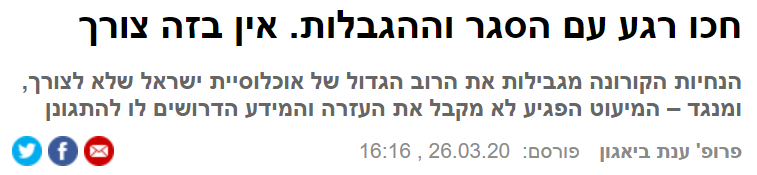 חכו רגע עם הסגר וההגבלות. אין בזה צורך
הנחיות הקורונה מגבילות את הרוב הגדול של אוכלוסיית ישראל שלא לצורך,
ומנגד – המיעוט הפגיע לא מקבל את העזרה והמידע הדרושים לו להתגונן
פרופ' ענת ביאגון פורסם: 26.03.20 , 16:16